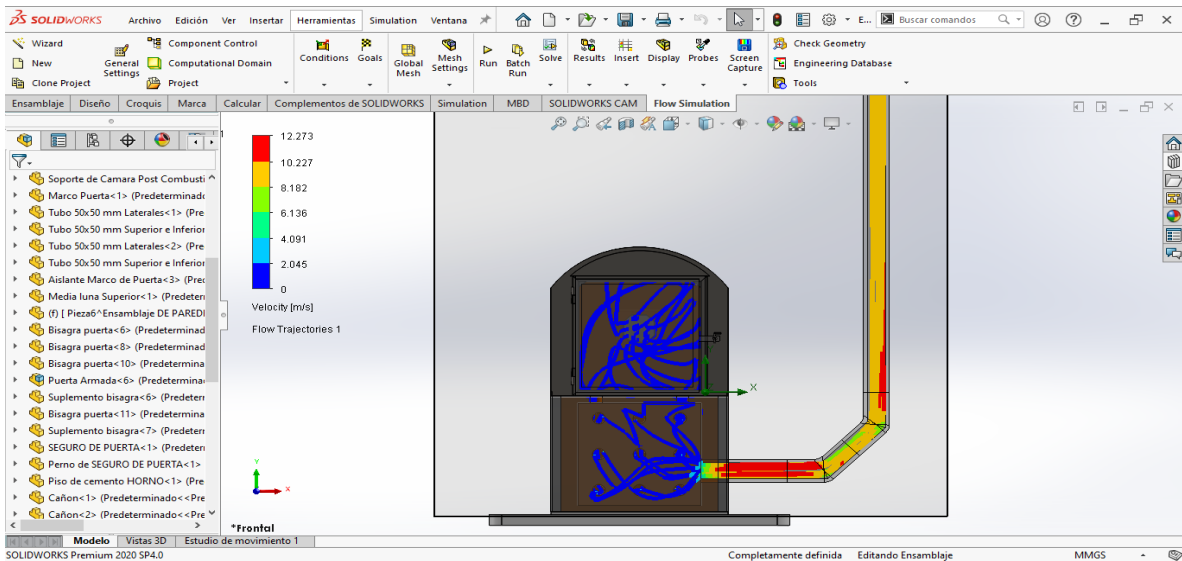 SOLIDWORKS Archivo Edición Ver Insertar Herramientas Simulation Ventana E... Buscar comandos
Wizard
New
Clone Project
General Settings
Component Control
Computational Domain
Project
Conditions
Goals
Global Mesh
Mesh Settings
Run
Batch Run
Solve
Results
Insert
Display
Probes
Screen Capture
Check Geometry
Engineering Database
Tools
Ensamblaje Diseño Croquis Marca Calcular Complementos de SOLIDWORKS Simulation MBD SOLIDWORKS CAM Flow Simulation
Soporte de Camara Post Combusti
Marco Puerta<1> (Predeterminado
Tubo 50x50 mm Laterales<1> (Pre
Tubo 50x50 mm Superior e Inferior
Tubo 50x50 mm Laterales<2> (Pre
Tubo 50x50 mm Superior e Inferior
Aislante Marco de Puerta<3> (Pred
Media luna Superior<1> (Predeter
(f) [ Pieza6^Ensamblaje DE PAREDI
Bisagra puerta<6> (Predeterminad
Bisagra puerta<8> (Predeterminad
Bisagra puerta<10> (Predetermina
Puerta Armada<6> (Predetermina
Suplemento bisagra<6> (Predeter
Bisagra puerta<11> (Predetermina
Suplemento bisagra<7> (Predeter
SEGURO DE PUERTA<1> (Predeter
Perno de SEGURO DE PUERTA<1>
Piso de cemento HORNO<1> (Pre
Cañon<1> (Predeterminado<<Pre
Cañon<2> (Predeterminado<<Pre
12.273
10.227
8.182
6.136
4.091
2.045
0
Velocity [m/s]
Flow Trajectories 1
X
Y
X
*Frontal
Modelo Vistas 3D Estudio de movimiento 1
SOLIDWORKS Premium 2020 SP4.0 Completamente definida Editando Ensamblaje MMGS